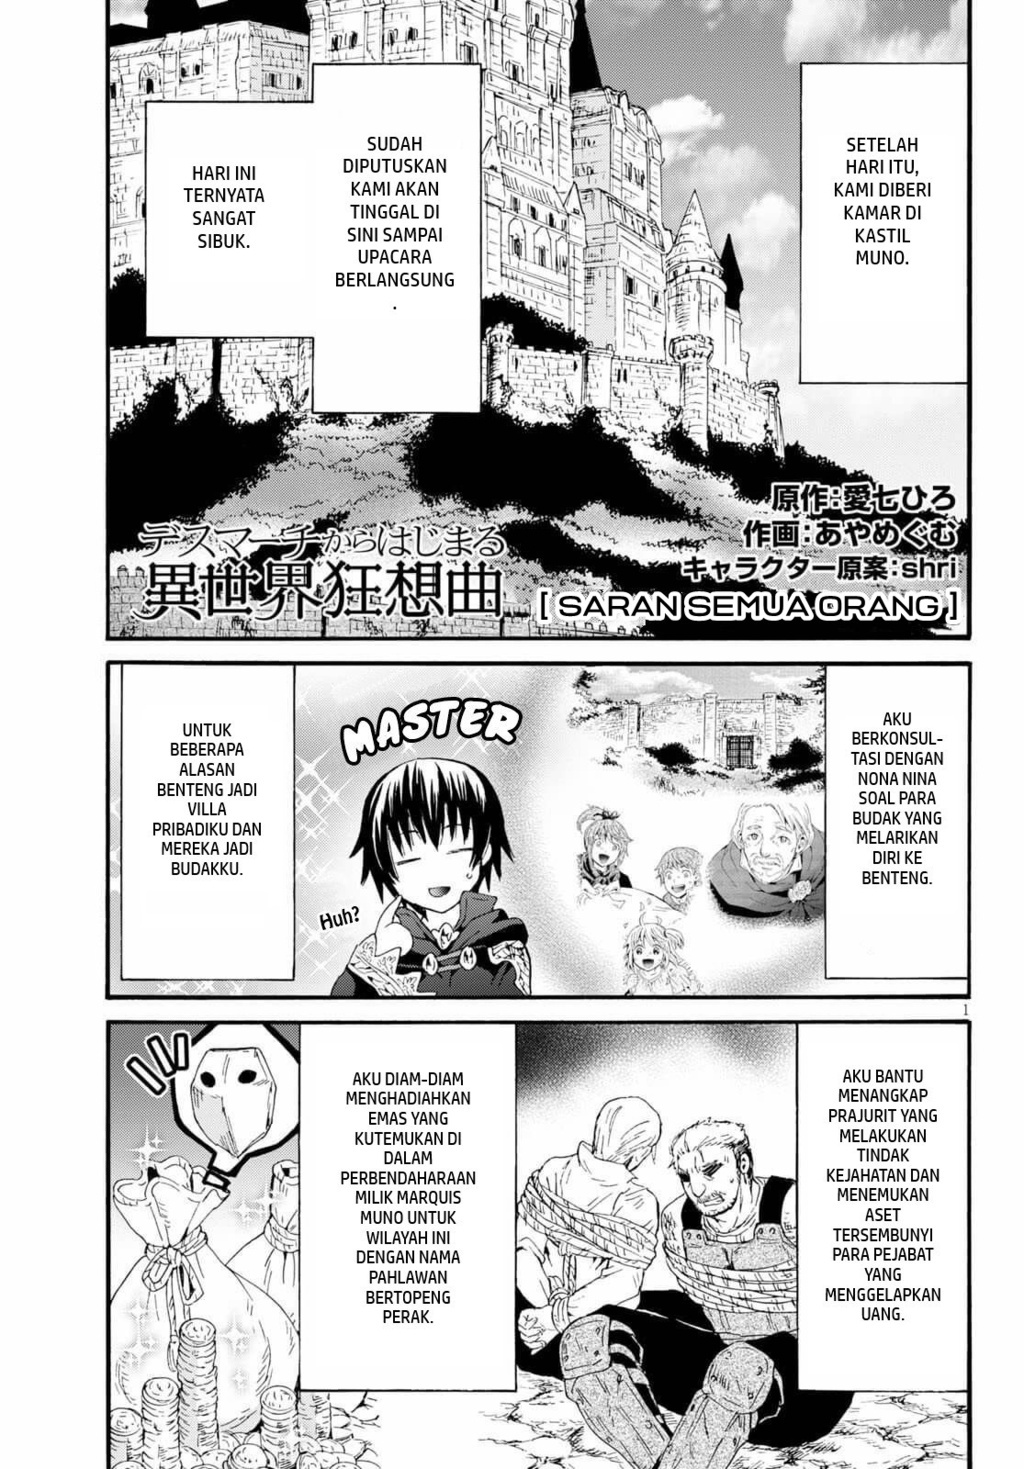 SETELAH
HARI ITU,
KAMI DIBERI
KAMAR DI
KASTIL
MUNO.
SUDAH
DIPUTUSKAN
KAMI AKAN
TINGGAL DI
SINI SAMPAI
UPACARA
BERLANGSUNG
.
HARI INI
TERNYATA
SANGAT
SIBUK.
原作:愛七ひろ
作画:あやめぐむ
キャラクター原案:shri
デスマーチからはじまる
異世界狂想曲
[ SARAN SEMUA ORANG ]
AKU
BERKONSUL-
TASI DENGAN
NONA NINA
SOAL PARA
BUDAK YANG
MELARIKAN
DIRI KE
BENTENG.
MASTER
Huh?
UNTUK
BEBERAPA
ALASAN
BENTENG JADI
VILLA
PRIBADIKU DAN
MEREKA JADI
BUDAKKU.
1
AKU BANTU
MENANGKAP
PRAJURIT YANG
MELAKUKAN
TINDAK
KEJAHATAN DAN
MENEMUKAN
ASET
TERSEMBUNYI
PARA PEJABAT
YANG
MENGGELAPKAN
UANG.
AKU DIAM-DIAM
MENGHADIAHKAN
EMAS YANG
KUTEMUKAN DI
DALAM
PERBENDAHARAAN
MILIK MARQUIS
MUNO UNTUK
WILAYAH INI
DENGAN NAMA
PAHLAWAN
BERTOPENG
PERAK.